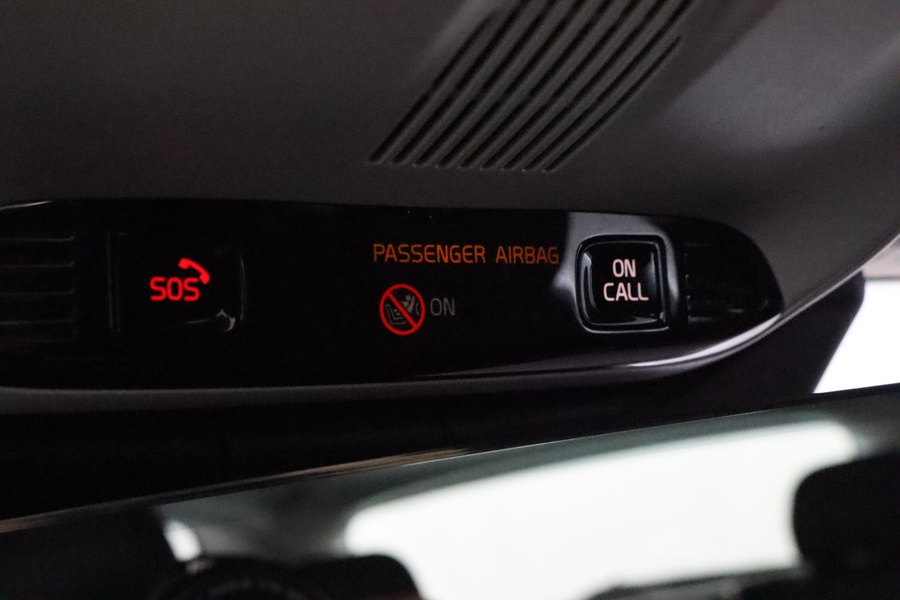 SOS
PASSENGER AIRBAG
ON
ON
CALL